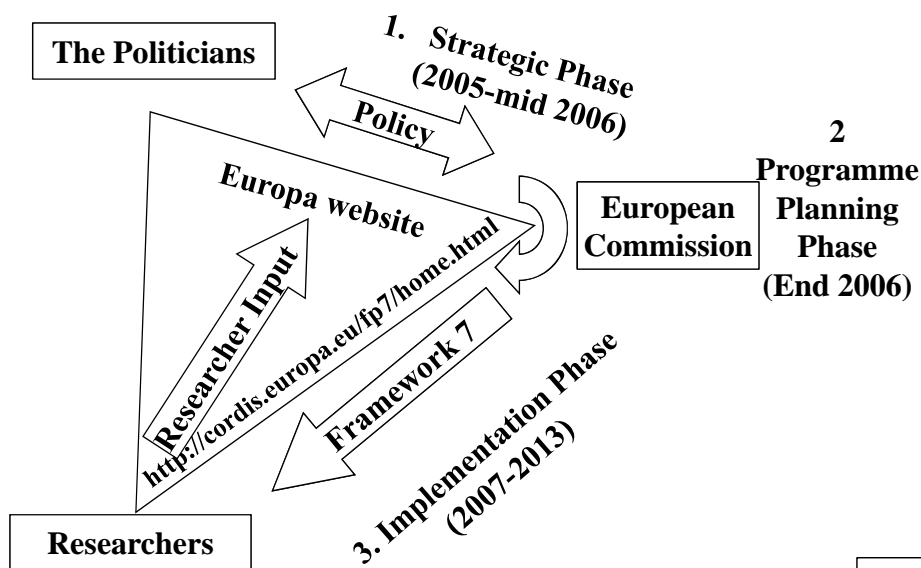 The Politicians
1. Strategic Phase
(2005-mid 2006)
Policy
Europa website
European
Commission
2
Programme
Planning
Phase
(End 2006)
Researcher Input
http://cordis.europa.eu/fp7/home.html
Framework 7
3. Implementation Phase
(2007-2013)
Researchers